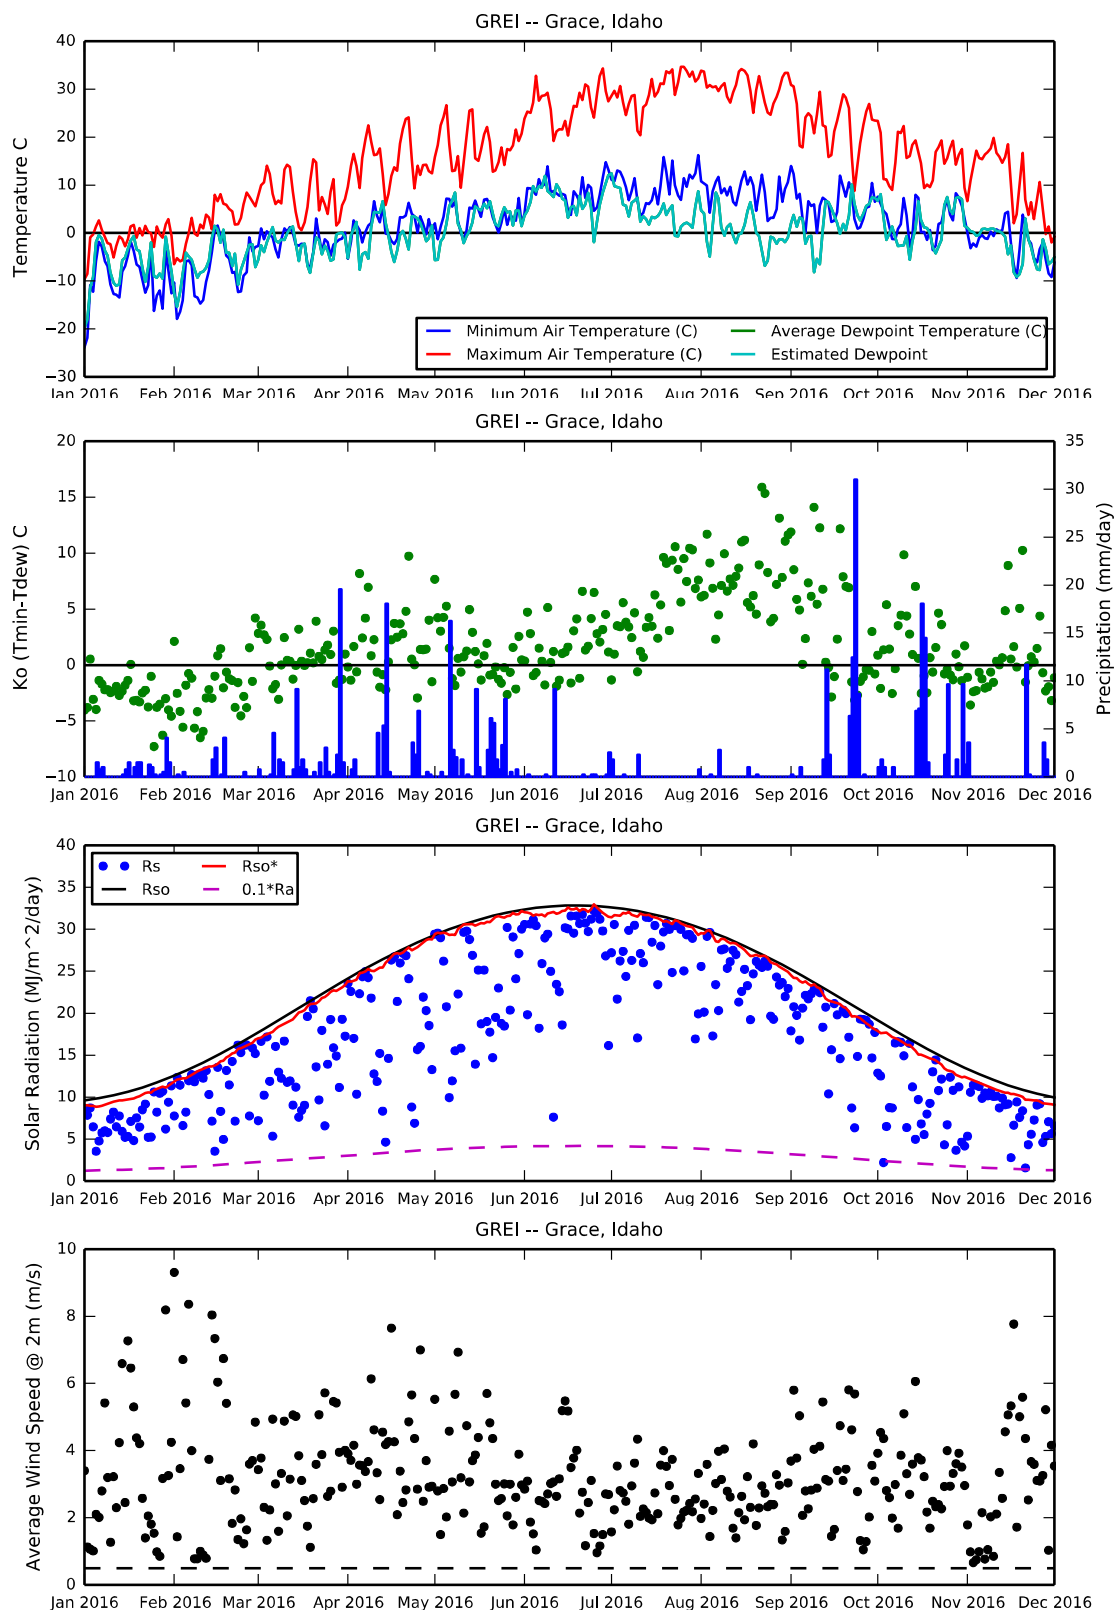 GREI -- Grace, Idaho
40
30
20
10
0
−10
−20
−30
Temperature C
Minimum Air Temperature (C)
Average Dewpoint Temperature (C)
Maximum Air Temperature (C)
Estimated Dewpoint
Jan 2016 Feb 2016 Mar 2016 Apr 2016 May 2016 Jun 2016 Jul 2016 Aug 2016 Sep 2016 Oct 2016 Nov 2016 Dec 2016
GREI -- Grace, Idaho
20
15
10
5
0
−5
−10
Ko (Tmin-Tdew) C
35
30
25
20
15
10
5
0
Precipitation (mm/day)
Jan 2016 Feb 2016 Mar 2016 Apr 2016 May 2016 Jun 2016 Jul 2016 Aug 2016 Sep 2016 Oct 2016 Nov 2016 Dec 2016
GREI -- Grace, Idaho
40
35
30
25
20
15
10
5
0
Solar Radiation (MJ/m^2/day)
Rs
Rso*
Rso
0.1*Ra
Jan 2016 Feb 2016 Mar 2016 Apr 2016 May 2016 Jun 2016 Jul 2016 Aug 2016 Sep 2016 Oct 2016 Nov 2016 Dec 2016
GREI -- Grace, Idaho
10
8
6
4
2
0
Average Wind Speed @ 2m (m/s)
Jan 2016 Feb 2016 Mar 2016 Apr 2016 May 2016 Jun 2016 Jul 2016 Aug 2016 Sep 2016 Oct 2016 Nov 2016 Dec 2016